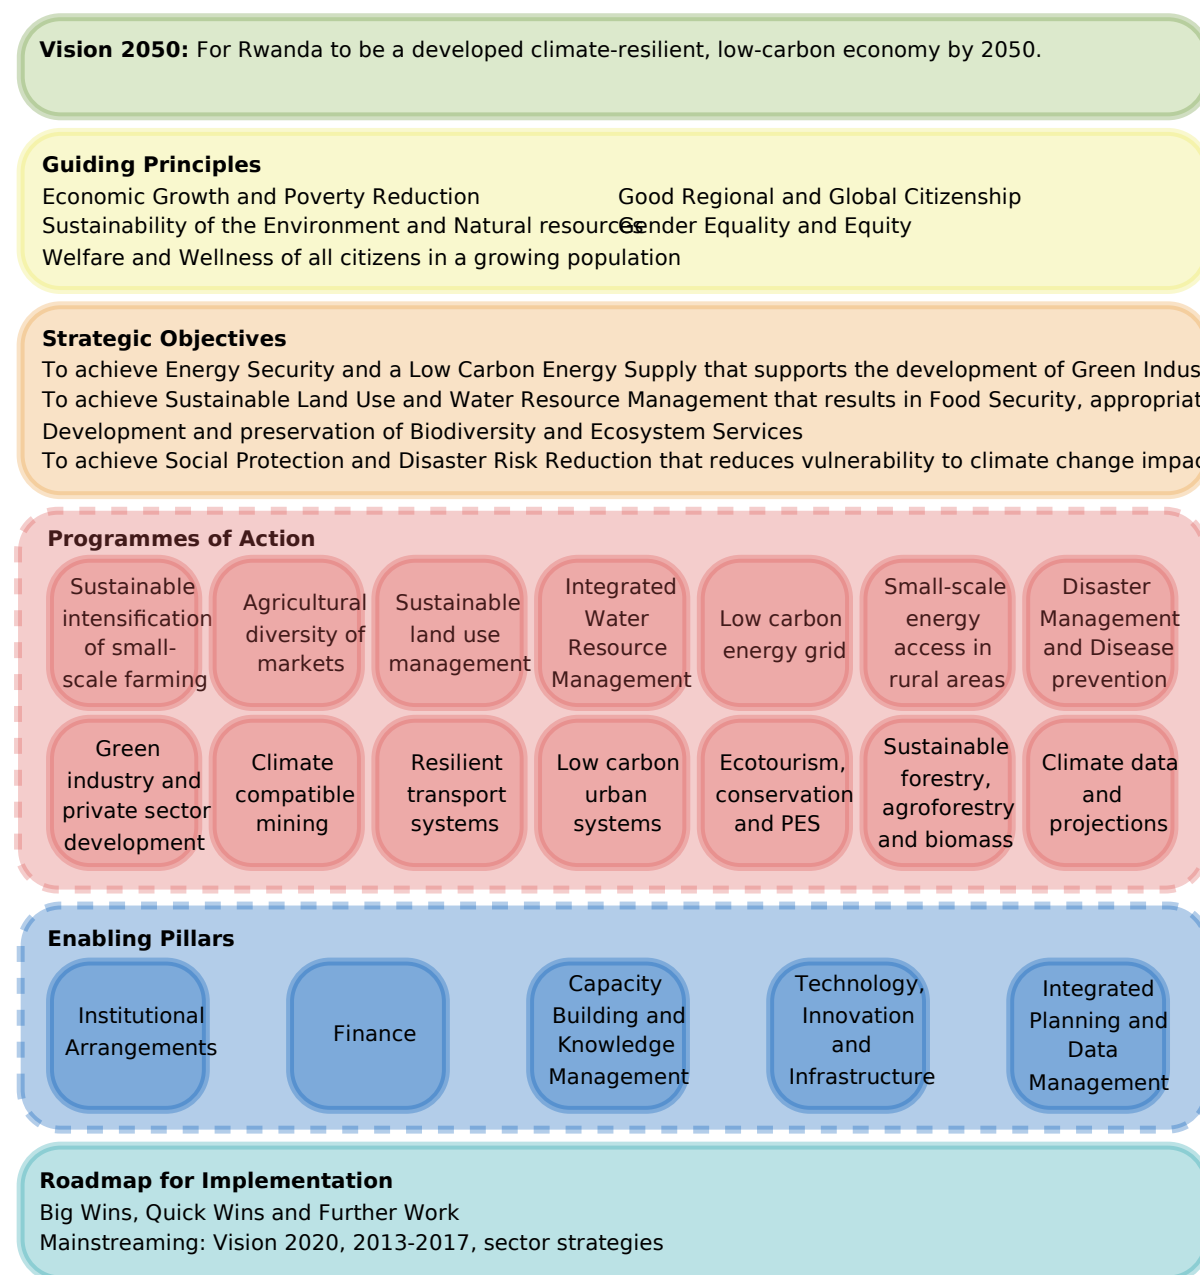 Vision 2050: For Rwanda to be a developed climate-resilient, low-carbon economy by 2050.
Guiding Principles
Economic Growth and Poverty Reduction
Good Regional and Global Citizenship
Sustainability of the Environment and Natural resources
Gender Equality and Equity
Welfare and Wellness of all citizens in a growing population
Strategic Objectives
To achieve Energy Security and a Low Carbon Energy Supply that supports the development of Green Indus
To achieve Sustainable Land Use and Water Resource Management that results in Food Security, appropriat
Development and preservation of Biodiversity and Ecosystem Services
To achieve Social Protection and Disaster Risk Reduction that reduces vulnerability to climate change impac
Programmes of Action
Sustainable
intensification
of small-
scale farming
Agricultural
diversity of
markets
Sustainable
land use
management
Integrated
Water
Resource
Management
Low carbon
energy grid
Small-scale
energy
access in
rural areas
Disaster
Management
and Disease
prevention
Green
industry and
private sector
development
Climate
compatible
mining
Resilient
transport
systems
Low carbon
urban
systems
Ecotourism,
conservation
and PES
Sustainable
forestry,
agroforestry
and biomass
Climate data
and
projections
Enabling Pillars
Institutional
Arrangements
Finance
Capacity
Building and
Knowledge
Management
Technology,
Innovation
and
Infrastructure
Integrated
Planning and
Data
Management
Roadmap for Implementation
Big Wins, Quick Wins and Further Work
Mainstreaming: Vision 2020, 2013-2017, sector strategies